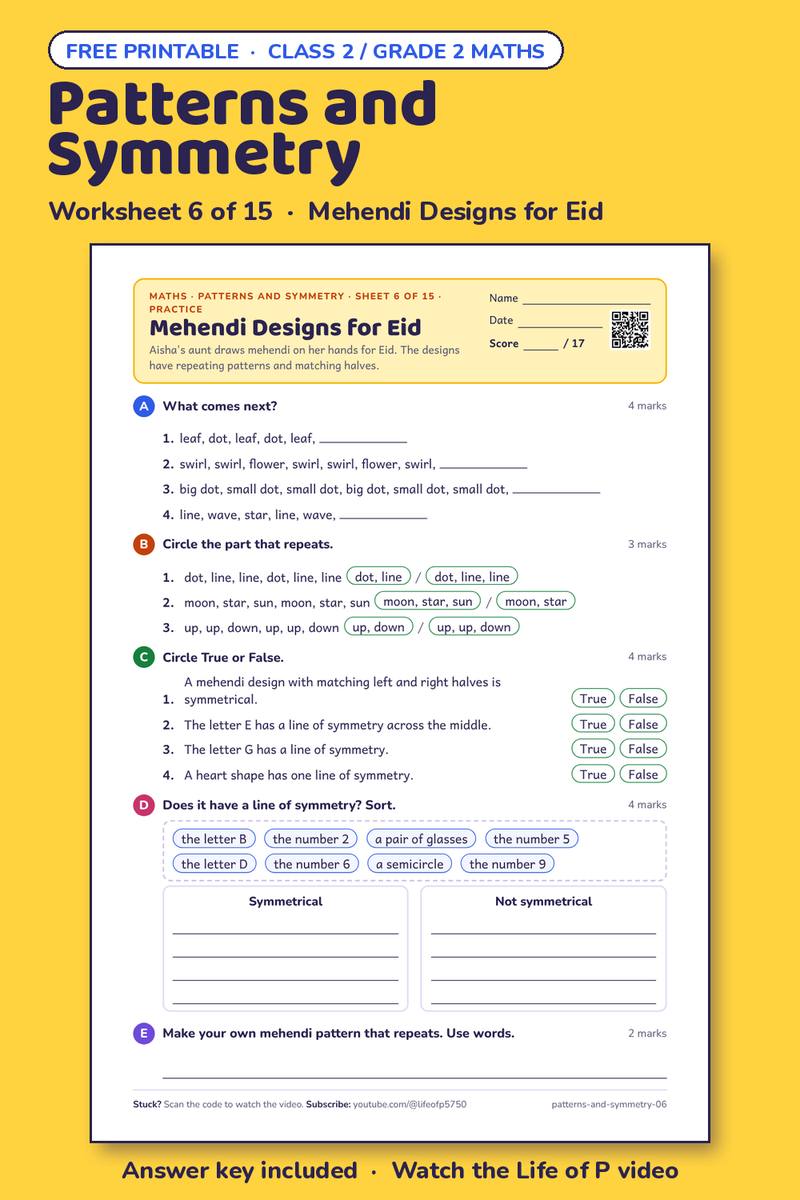 FREE PRINTABLE · CLASS 2 / GRADE 2 MATHS
Patterns and
Symmetry
Worksheet 6 of 15 · Mehendi Designs for Eid
MATHS · PATTERNS AND SYMMETRY · SHEET 6 OF 15 ·
PRACTICE
Mehendi Designs for Eid
Aisha's aunt draws mehendi on her hands for Eid. The designs
have repeating patterns and matching halves.
Name ____________
Date ____________
Score ______ / 17
A What comes next? 4 marks
1. leaf, dot, leaf, dot, leaf, ____________
2. swirl, swirl, flower, swirl, swirl, flower, swirl, ____________
3. big dot, small dot, small dot, big dot, small dot, small dot, ____________
4. line, wave, star, line, wave, ____________
B Circle the part that repeats. 3 marks
1. dot, line, line, dot, line, line dot, line / dot, line, line
2. moon, star, sun, moon, star, sun moon, star, sun / moon, star
3. up, up, down, up, up, down up, down / up, up, down
C Circle True or False. 4 marks
A mehendi design with matching left and right halves is
1. symmetrical. True False
2. The letter E has a line of symmetry across the middle. True False
3. The letter G has a line of symmetry. True False
4. A heart shape has one line of symmetry. True False
D Does it have a line of symmetry? Sort. 4 marks
the letter B the number 2 a pair of glasses the number 5
the letter D the number 6 a semicircle the number 9
Symmetrical Not symmetrical
E Make your own mehendi pattern that repeats. Use words. 2 marks
Stuck? Scan the code to watch the video. Subscribe: youtube.com/@lifeofp5750 patterns-and-symmetry-06
Answer key included · Watch the Life of P video